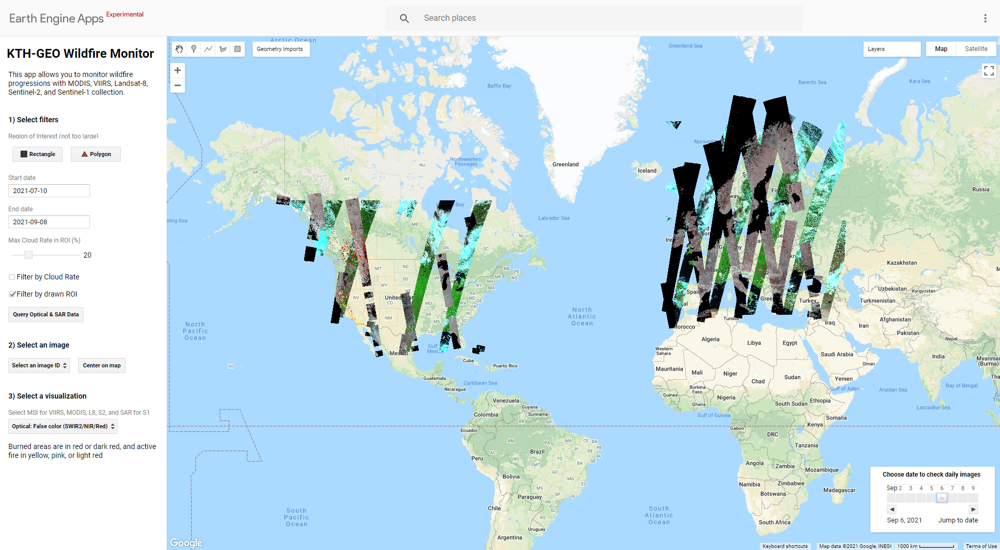 Earth Engine Apps Experimental
Search places
KTH-GEO Wildfire Monitor
This app allows you to monitor wildfire
progressions with MODIS, VIIRS, Landsat-8,
Sentinel-2, and Sentinel-1 collection.
1) Select filters
Region of Interest (not too large)
Rectangle
Polygon
Start date
2021-07-10
End date
2021-09-08
Max Cloud Rate in ROI (%)
20
Filter by Cloud Rate
Filter by drawn ROI
Query Optical & SAR Data
2) Select an image
Select an image ID
Center on map
3) Select a visualization
Select MSI for VIIRS, MODIS, L8, S2, and SAR for S1
Optical: False color (SWIR2/NIR/Red)
Burned areas are in red or dark red, and active
fire in yellow, pink, or light red
Geometry Imports
Layers
Map
Satellite
Arctic Ocean
Greenland Sea
Barents Sea
Kara Sea
Baffin Bay
Northwestern
Passages
Greenland
Iceland
Russia
Labrador Sea
AK
YT
NT
NU
MB
SK
ON
QC
NL
NB
PE
NS
ME
NH
MA
NY
PA
MD
DE
VA
WV
NC
SC
MT
ND
SD
WY
NV
UT
CO
NM
MO
AR
MS
LA
WI
IL
HI
North
Pacific
Ocean
North
Atlantic
Ocean
Mexico
Cuba
Puerto Rico
Guatemala
Nicaragua
Caribbean Sea
Venezuela
Guyana
Suriname
Colombia
Ecuador
Peru
Brazil
Bolivia
Paraguay
Chile
Uruguay
Argentina
AM
PA
MA
CE
RN
PB
PE
AL
SE
AP
RR
AC
RO
MT
TO
PI
BA
GO
MG
ES
MS
SP
RJ
PR
SC
RS
South
Pacific
Ocean
South
Atlantic
Ocean
Kazakhstan
Uzbekistan
Kyrgyzstan
Turkmenistan
Turkey
Iraq
Iran
Afghanistan
Pakistan
Nepal
India
Myanmar
(Burma)
Tunisia
Morocco
Algeria
Libya
Egypt
Western
Sahara
Saudi Arabia
Oman
Yemen
Mauritania
Mali
Niger
Chad
Sudan
Burkina
Faso
Guinea
Ghana
Nigeria
South Sudan
Ethiopia
Somalia
Gulf of Aden
Arabian Sea
Bay of Bengal
Laccadive Sea
Gulf of Guinea
Gabon
DRC
Kenya
Tanzania
Angola
Zambia
Mozambique
Namibia
Zimbabwe
Botswana
Madagascar
South Africa
Choose date to check daily images
Sep 2 3 4 5 6 7 8 9
Sep 6, 2021
Jump to date
Google
Keyboard shortcuts
Map data ©2021 Google, INEGI
1000 km
Terms of Use